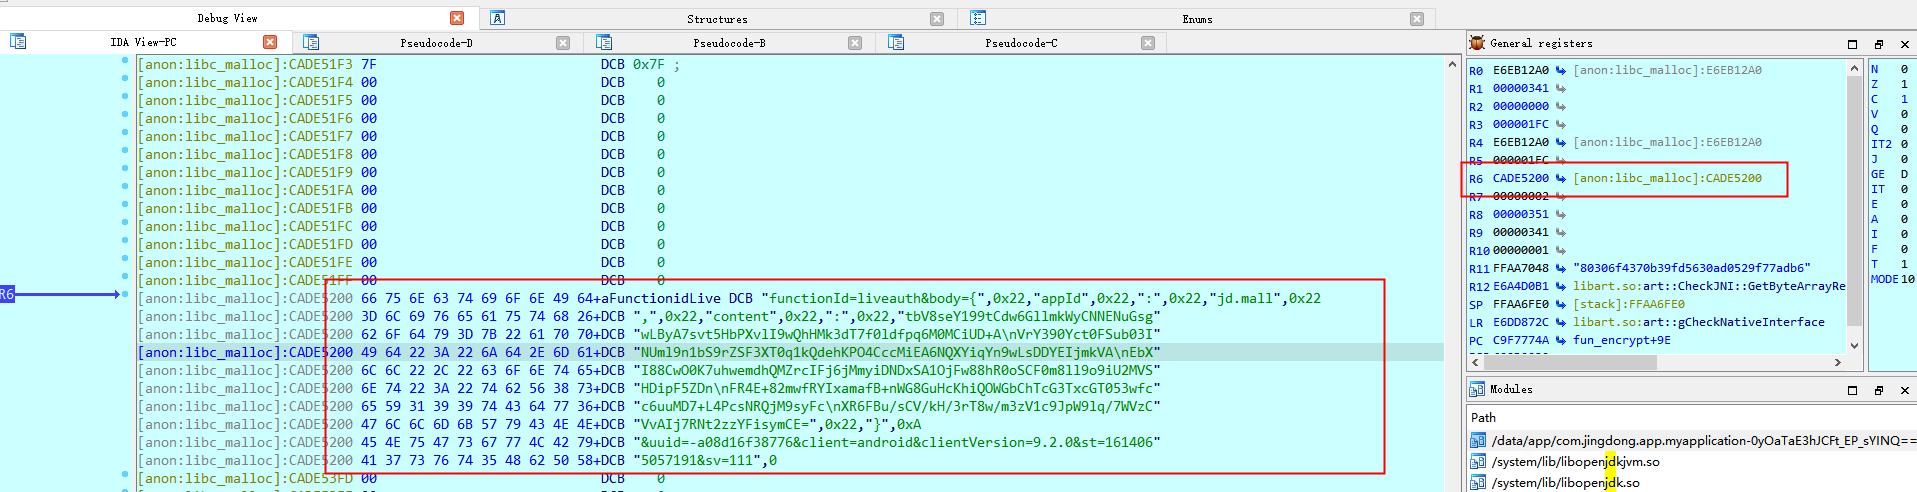 Debug View
Structures
Enums
IDA View-PC
Pseudocode-D
Pseudocode-B
Pseudocode-C
[anon:libc_malloc]:CADE51F3 7F DCB 0x7F ;
[anon:libc_malloc]:CADE51F4 00 DCB 0
[anon:libc_malloc]:CADE51F5 00 DCB 0
[anon:libc_malloc]:CADE51F6 00 DCB 0
[anon:libc_malloc]:CADE51F7 00 DCB 0
[anon:libc_malloc]:CADE51F8 00 DCB 0
[anon:libc_malloc]:CADE51F9 00 DCB 0
[anon:libc_malloc]:CADE51FA 00 DCB 0
[anon:libc_malloc]:CADE51FB 00 DCB 0
[anon:libc_malloc]:CADE51FC 00 DCB 0
[anon:libc_malloc]:CADE51FD 00 DCB 0
[anon:libc_malloc]:CADE51FE 00 DCB 0
[anon:libc_malloc]:CADE51FF 00 DCB 0
R6
[anon:libc_malloc]:CADE5200 66 75 6E 63 74 69 6F 6E 49 64+aFunctionidLive DCB "functionId=liveauth&body={",0x22,"appId",0x22,":",0x22,"jd.mall",0x22
[anon:libc_malloc]:CADE5200 3D 6C 69 76 65 61 75 74 68 26+DCB ",",0x22,"content",0x22,":",0x22,"tbV8seY199tCdw6GllmkWyCNNENuGsg"
[anon:libc_malloc]:CADE5200 62 6F 64 79 3D 7B 22 61 70 70+DCB "wLByA7svt5HbPXvlI9wQhHMk3dT7f0ldfpq6M0MCiUD+A\nVrY390Yct0FSub03I"
[anon:libc_malloc]:CADE5200 49 64 22 3A 22 6A 64 2E 6D 61+DCB "NUml9n1bS9rZSF3XT0q1kQdehKPO4CccMiEA6NQXYiqYn9wLsDDYEIjmkVA\nEbX"
[anon:libc_malloc]:CADE5200 6C 6C 22 2C 22 63 6F 6E 74 65+DCB "I88CwO0K7uhwemdhQMZrcIFj6jMmyiDNDxSA1OjFw88hR0oSCF0m8ll9o9iU2MVS"
[anon:libc_malloc]:CADE5200 6E 74 22 3A 22 74 62 56 38 73+DCB "HDipF5ZDn\nFR4E+82mwfRYIxamafB+nWG8GuHcKhiQOWGbChTcG3TxcGT053wfc"
[anon:libc_malloc]:CADE5200 65 59 31 39 39 74 43 64 77 36+DCB "c6uuMD7+L4PcsNRQjM9syFc\nXR6FBu/sCV/kH/3rT8w/m3zV1c9JpW9lq/7WVzC"
[anon:libc_malloc]:CADE5200 47 6C 6C 6D 6B 57 79 43 4E 4E+DCB "VvAIj7RNt2zzYFisymCE=",0x22,"}",0xA
[anon:libc_malloc]:CADE5200 45 4E 75 47 73 67 77 4C 42 79+DCB "&uuid=-a08d16f38776&client=android&clientVersion=9.2.0&st=161406"
[anon:libc_malloc]:CADE5200 41 37 73 76 74 35 48 62 50 58+DCB "5057191&sv=111",0
[anon:libc_malloc]:CADE53FD 00 DCB 0
General registers
R0 E6EB12A0 [anon:libc_malloc]:E6EB12A0
R1 00000341
R2 00000000
R3 000001FC
R4 E6EB12A0 [anon:libc_malloc]:E6EB12A0
R5 000001FC
R6 CADE5200 [anon:libc_malloc]:CADE5200
R7 00000002
R8 00000351
R9 00000341
R10 00000001
R11 FFAA7048 "80306f4370b39fd5630ad0529f77adb6"
R12 E6A4D0B1 libart.so:art::CheckJNI::GetByteArrayRe
SP FFAA6FE0 [stack]:FFAA6FE0
LR E6DD872C libart.so:art::gCheckNativeInterface
PC C9F7774A fun_encrypt+9E
N 0
Z 1
C 1
V 0
Q 0
IT2 0
J 0
GE D
IT 0
E 0
A 0
I 0
F 0
T 1
MODE 10
Modules
Path
/data/app/com.jingdong.app.myapplication-0yOaTaE3hJCFt_EP_sYINQ==
/system/lib/libopenjdkjvm.so
/system/lib/libopenjdk.so